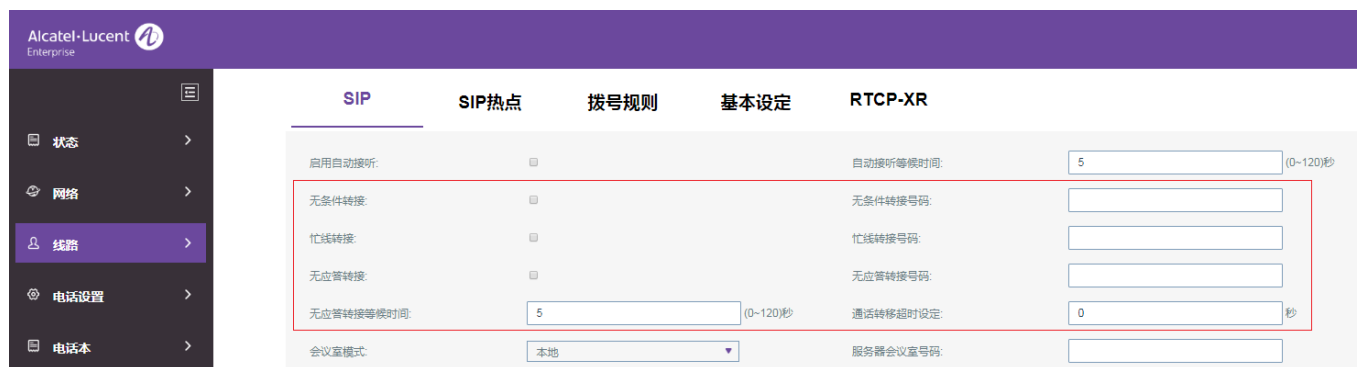 Alcatel·Lucent
Enterprise
SIP
SIP热点
拨号规则
基本设定
RTCP-XR
状态
网络
线路
电话设置
电话本
启用自动接听:
自动接听等候时间: 5 (0~120)秒
无条件转接:
无条件转接号码:
忙线转接:
忙线转接号码:
无应答转接:
无应答转接号码:
无应答转接等候时间: 5 (0~120)秒
通话转移超时设定: 0 秒
会议室模式: 本地
服务器会议室号码: